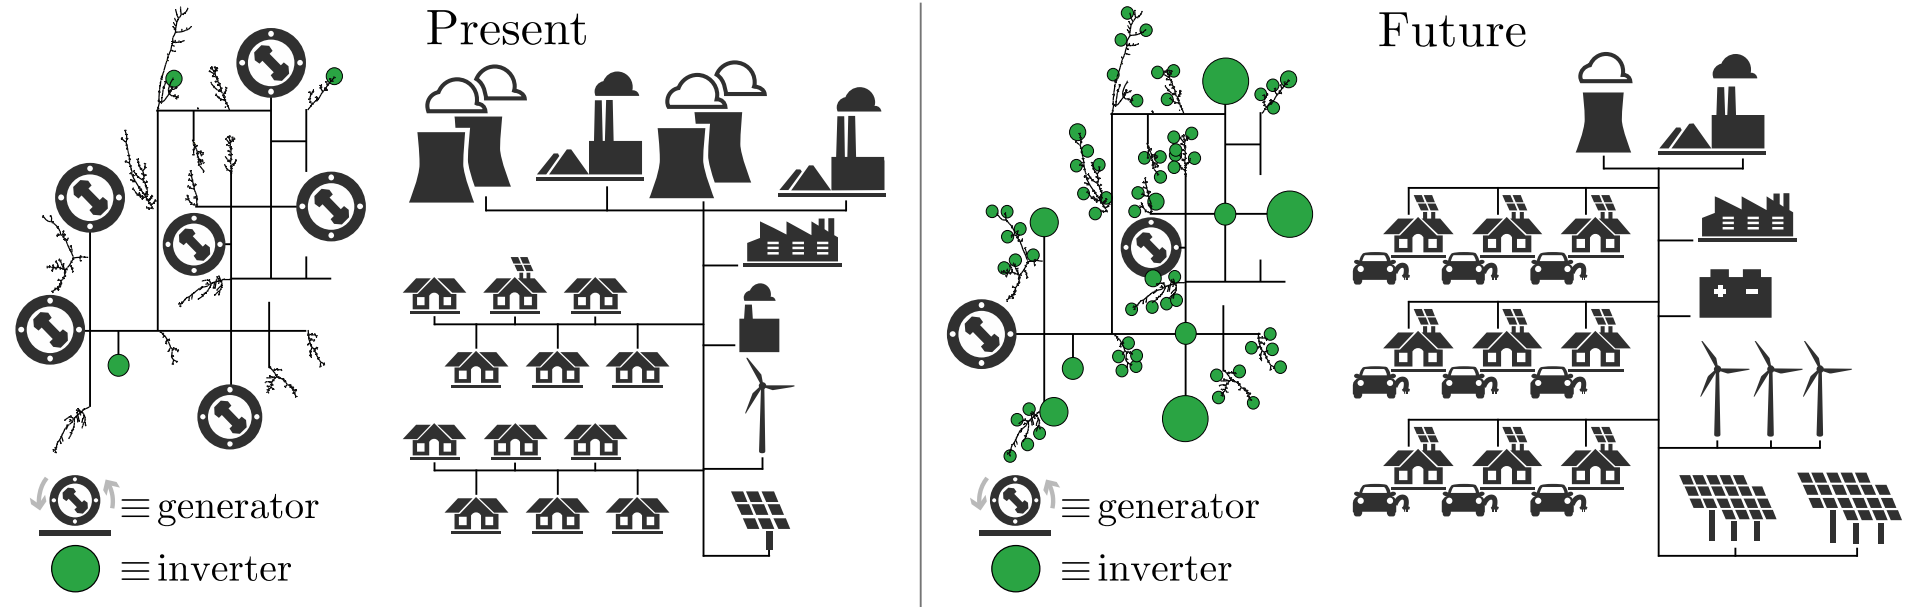 Present
≡ generator
≡ inverter
Future
≡ generator
≡ inverter